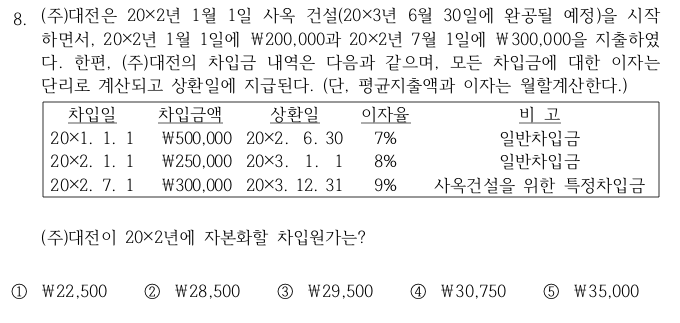 8. (주)대전은 20×2년 1월 1일 사옥 건설(20×3년 6월 30일에 완공될 예정)을 시작
하면서, 20×2년 1월 1일에 ₩200,000과 20×2년 7월 1일에 ₩300,000을 지출하였
다. 한편, (주)대전의 차입금 내역은 다음과 같으며, 모든 차입금에 대한 이자는
단리로 계산되고 상환일에 지급된다. (단, 평균지출액과 이자는 월할계산한다.)
차입일 차입금액 상환일 이자율 비 고
20×1. 1. 1 ₩500,000 20×2. 6. 30 7% 일반차입금
20×2. 1. 1 ₩250,000 20×3. 1. 1 8% 일반차입금
20×2. 7. 1 ₩300,000 20×3. 12. 31 9% 사옥건설을 위한 특정차입금
(주)대전이 20×2년에 자본화할 차입원가는?
① ₩22,500 ② ₩28,500 ③ ₩29,500 ④ ₩30,750 ⑤ ₩35,000